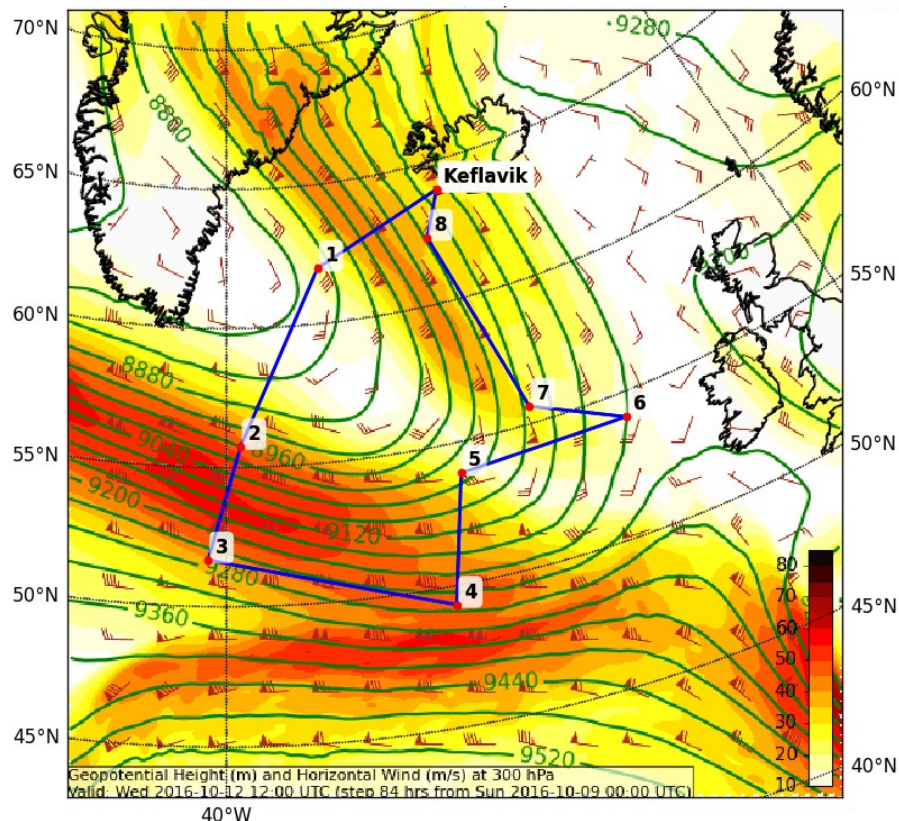 70°N
9280
60°N
8800
65°N
Keflavik
8
1
55°N
60°N
8880
7
6
2
50°N
55°N
9040
8960
5
9200
9120
3
9280
80
4
70
50°N
45°N
9360
60
50
9440
40
45°N
30
9520
20
40°N
Geopotential Height (m) and Horizontal Wind (m/s) at 300 hPa
10
Valid: Wed 2016-10-12 12:00 UTC (step 84 hrs from Sun 2016-10-09 00:00 UTC)
40°W